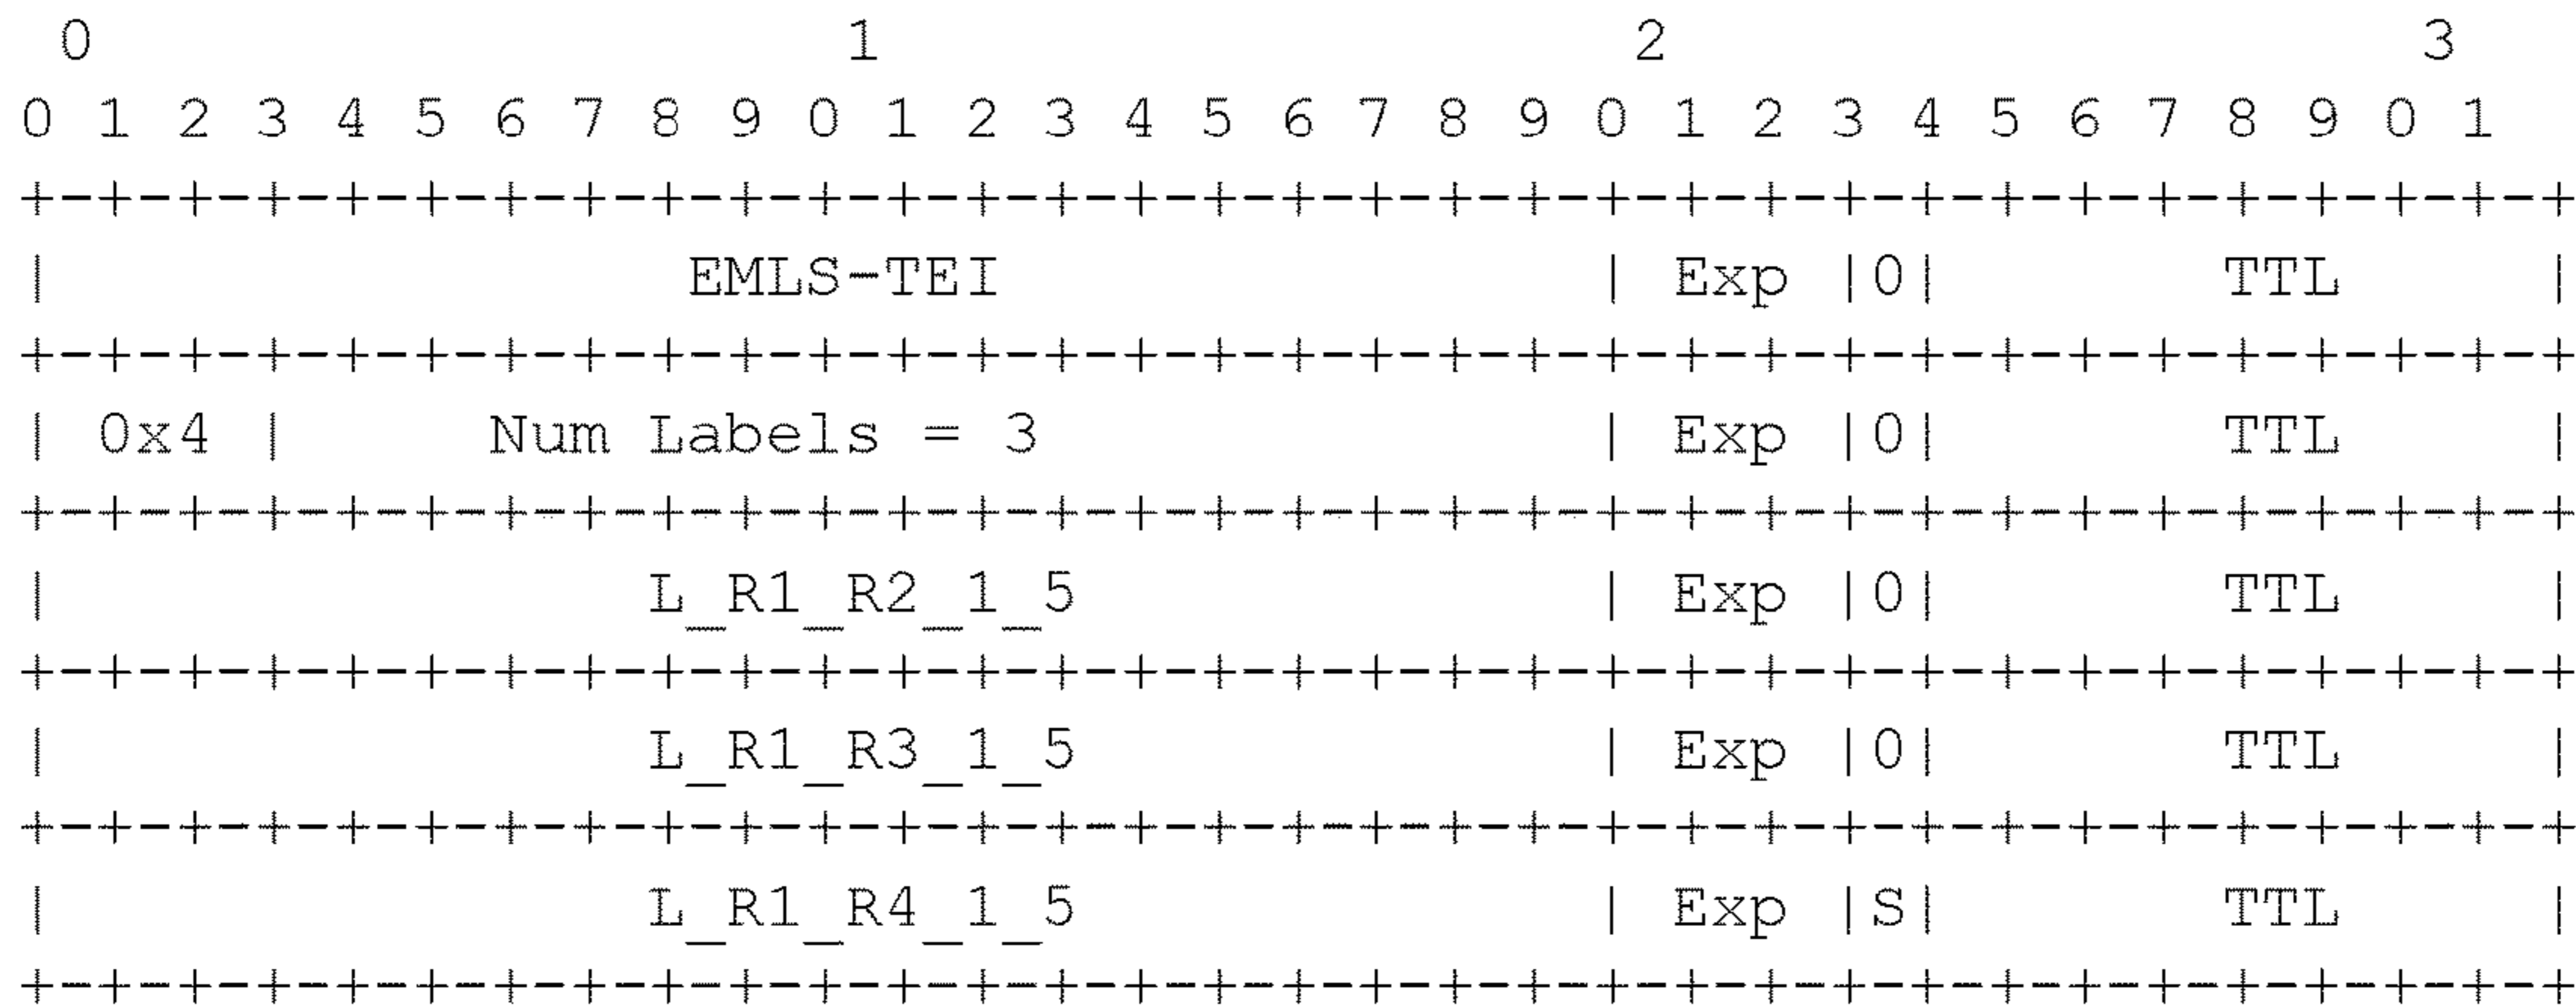 0                   1                   2                   3
0 1 2 3 4 5 6 7 8 9 0 1 2 3 4 5 6 7 8 9 0 1 2 3 4 5 6 7 8 9 0 1
+-+-+-+-+-+-+-+-+-+-+-+-+-+-+-+-+-+-+-+-+-+-+-+-+-+-+-+-+-+-+-+-+
|                EMLS-TEI               | Exp |0|       TTL     |
+-+-+-+-+-+-+-+-+-+-+-+-+-+-+-+-+-+-+-+-+-+-+-+-+-+-+-+-+-+-+-+-+
| 0x4 |     Num Labels = 3              | Exp |0|       TTL     |
+-+-+-+-+-+-+-+-+-+-+-+-+-+-+-+-+-+-+-+-+-+-+-+-+-+-+-+-+-+-+-+-+
|               L_R1_R2_1_5             | Exp |0|       TTL     |
+-+-+-+-+-+-+-+-+-+-+-+-+-+-+-+-+-+-+-+-+-+-+-+-+-+-+-+-+-+-+-+-+
|               L_R1_R3_1_5             | Exp |0|       TTL     |
+-+-+-+-+-+-+-+-+-+-+-+-+-+-+-+-+-+-+-+-+-+-+-+-+-+-+-+-+-+-+-+-+
|               L_R1_R4_1_5             | Exp |S|       TTL     |
+-+-+-+-+-+-+-+-+-+-+-+-+-+-+-+-+-+-+-+-+-+-+-+-+-+-+-+-+-+-+-+-+